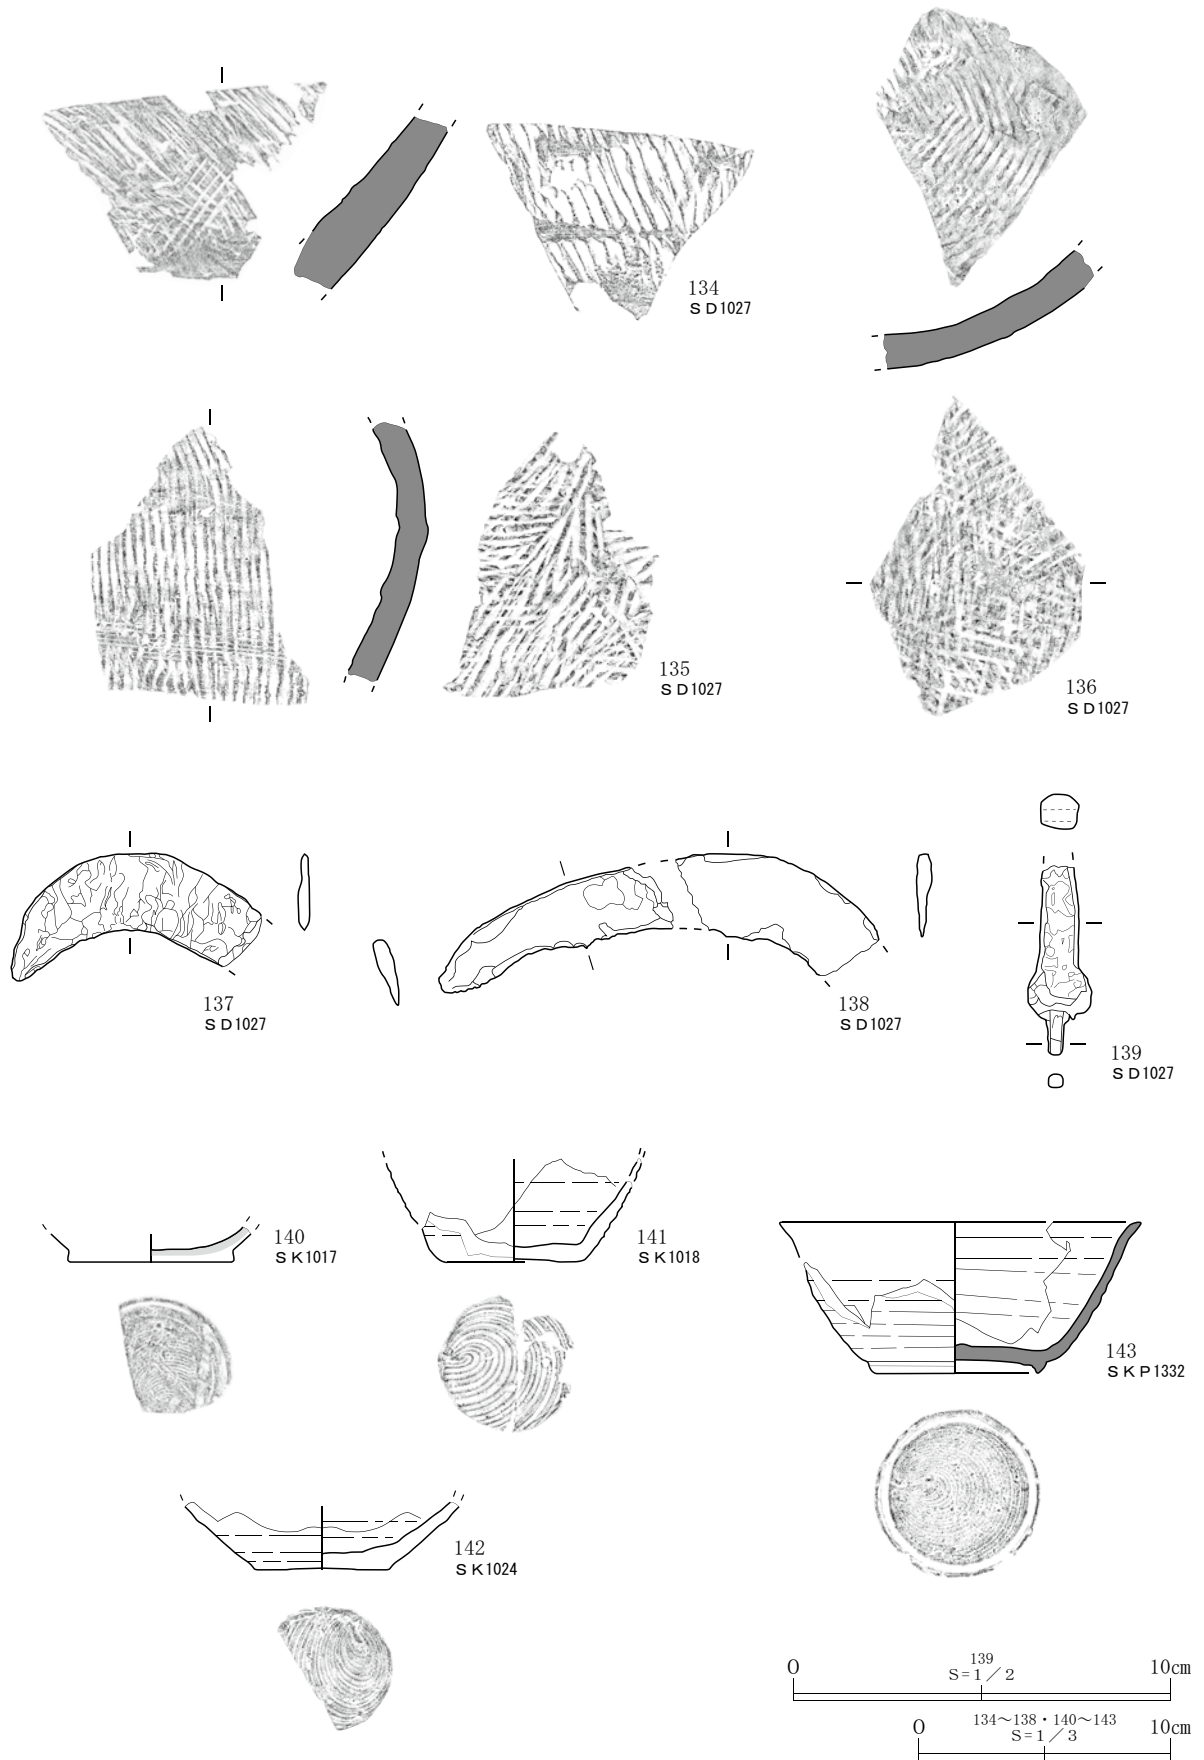 134
ＳＤ1027
135
ＳＤ1027
136
ＳＤ1027
137
ＳＤ1027
138
ＳＤ1027
139
ＳＤ1027
140
ＳＫ1017
141
ＳＫ1018
143
ＳＫＰ1332
142
ＳＫ1024
0 139 10cm
S=1／2
0 134～138・140～143 10cm
S=1／3